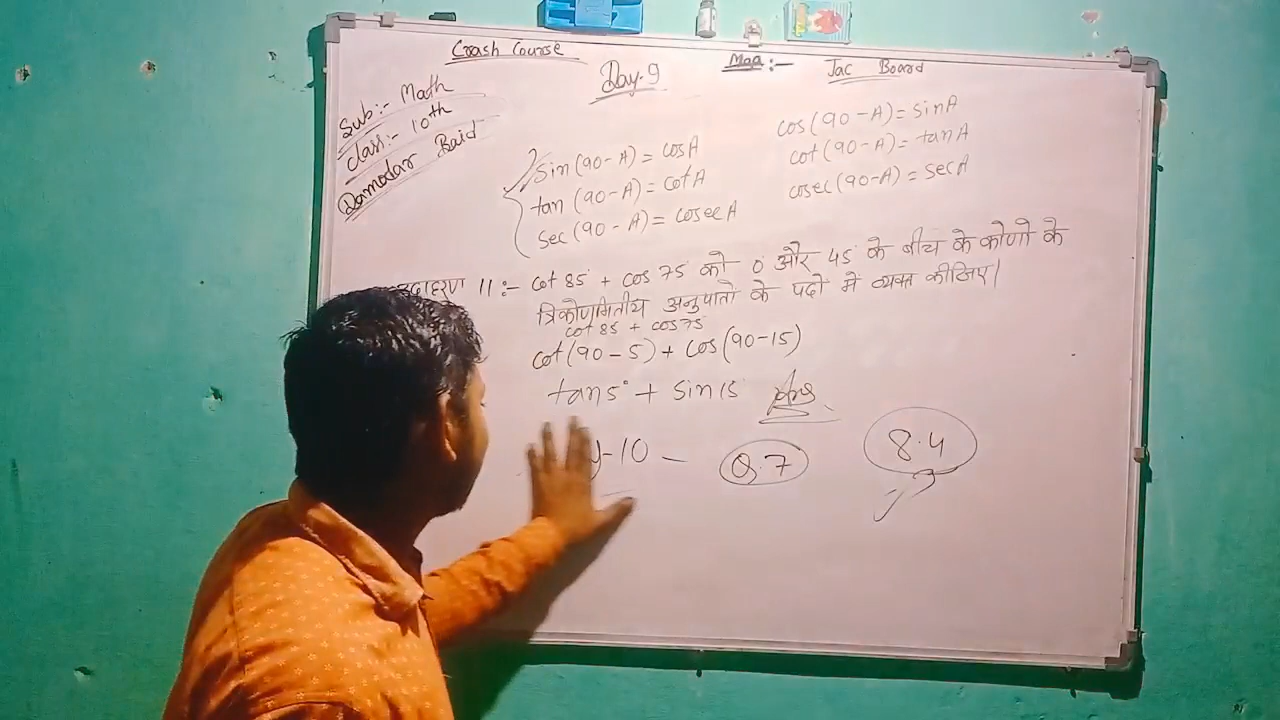 Crash Course
Maa :-
Jac Board
Day-9
Sub:- Math
Class:- 10th
Damodar Baid
sin(90-A) = cosA
tan (90-A) = cotA
sec (90-A) = cosecA
cos(90-A) = sinA
cot(90-A) = tanA
cosec(90-A) = secA
उदाहरण 11:- cot 85° + cos 75° को 0° और 45° के बीच के कोणो के
त्रिकोणमितीय अनुपातो के पदों में व्यक्त कीजिए।
cot 85 + cos 75
cot(90-5) + cos(90-15)
tan5° + sin15 Ans
y-10 - Q.7 8.4